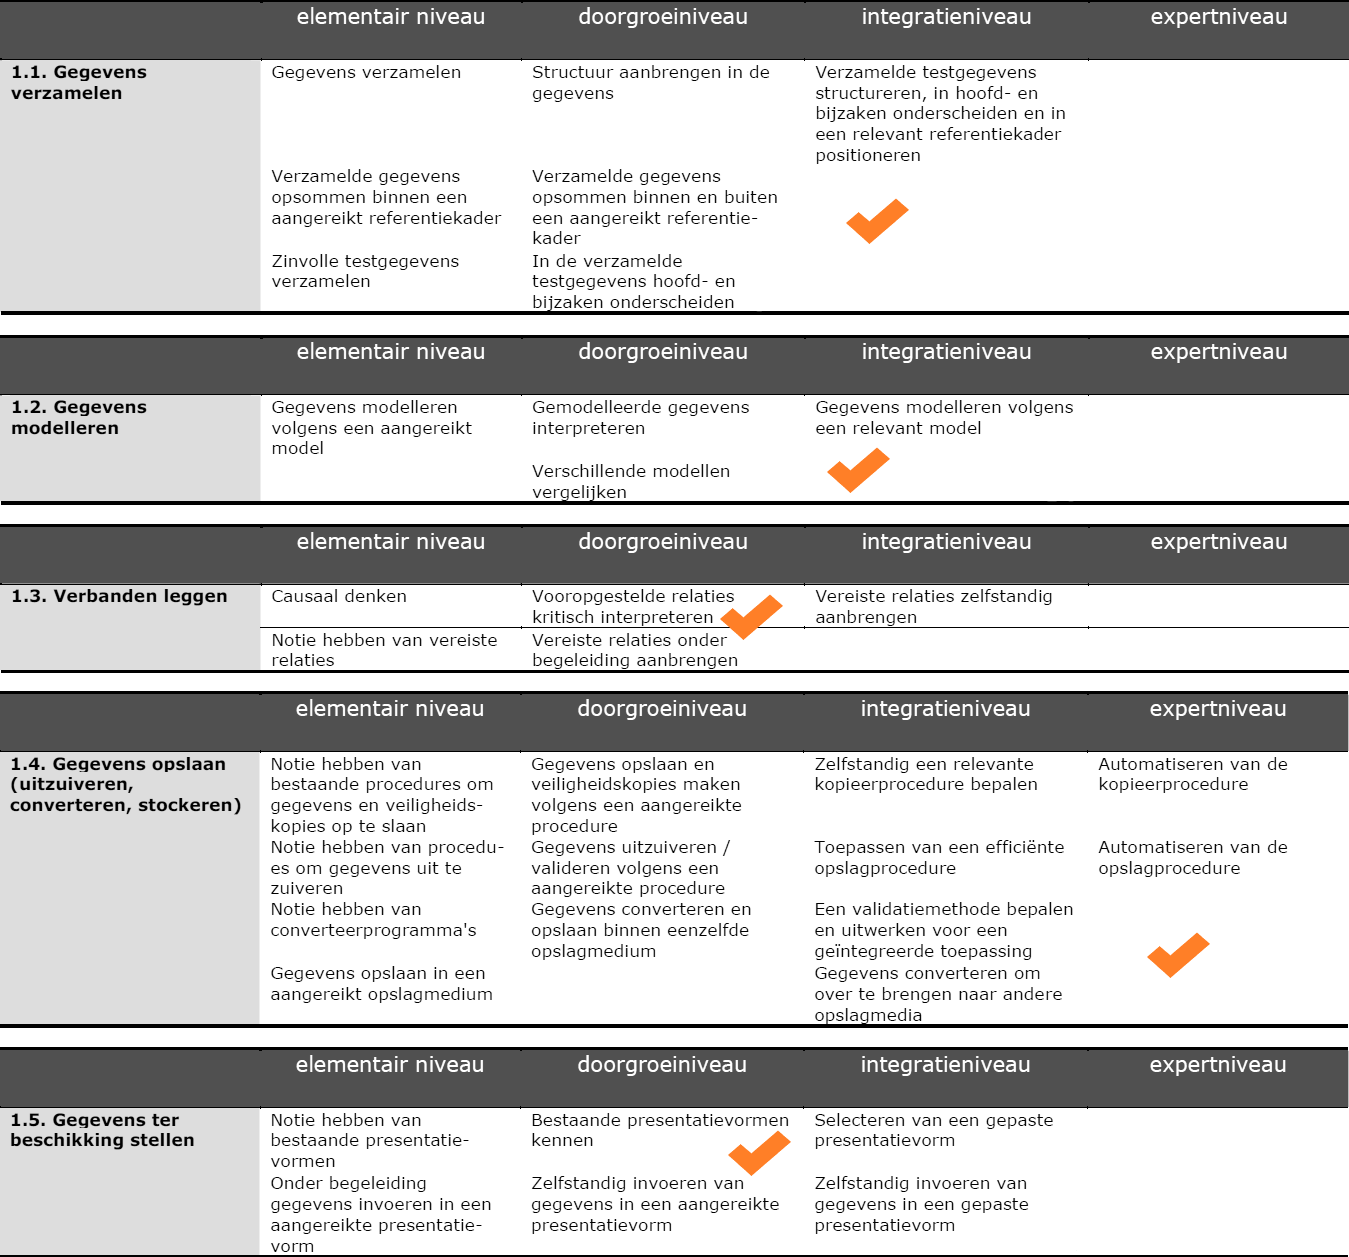 elementair niveau doorgroeiniveau integratieniveau expertniveau
1.1. Gegevens verzamelen
Gegevens verzamelen
Structuur aanbrengen in de
gegevens
Verzamelde testgegevens
structureren, in hoofd- en
bijzaken onderscheiden en in
een relevant referentiekader
positioneren
Verzamelde gegevens
opsommen binnen een
aangereikt referentiekader
Verzamelde gegevens
opsommen binnen en buiten
een aangereikt referentie-
kader
Zinvolle testgegevens
verzamelen
In de verzamelde
testgegevens hoofd- en
bijzaken onderscheiden
elementair niveau doorgroeiniveau integratieniveau expertniveau
1.2. Gegevens
modelleren
Gegevens modelleren
volgens een aangereikt
model
Gemodelleerde gegevens
interpreteren
Gegevens modelleren volgens
een relevant model
Verschillende modellen
vergelijken
elementair niveau doorgroeiniveau integratieniveau expertniveau
1.3. Verbanden leggen
Causaal denken
Vooropgestelde relaties
kritisch interpreteren
Vereiste relaties zelfstandig
aanbrengen
Notie hebben van vereiste
relaties
Vereiste relaties onder
begeleiding aanbrengen
elementair niveau doorgroeiniveau integratieniveau expertniveau
1.4. Gegevens opslaan
(uitzuiveren,
converteren, stockeren)
Notie hebben van
bestaande procedures om
gegevens en veiligheids-
kopies op te slaan
Gegevens opslaan en
veiligheidskopies maken
volgens een aangereikte
procedure
Zelfstandig een relevante
kopieerprocedure bepalen
Automatiseren van de
kopieerprocedure
Notie hebben van procedu-
es om gegevens uit te
zuiveren
Gegevens uitzuiveren /
valideren volgens een
aangereikte procedure
Toepassen van een efficiënte
opslagprocedure
Automatiseren van de
opslagprocedure
Notie hebben van
converteerprogramma's
Gegevens converteren en
opslaan binnen eenzelfde
opslagmedium
Een validatiemethode bepalen
en uitwerken voor een
geïntegreerde toepassing
Gegevens opslaan in een
aangereikt opslagmedium
Gegevens converteren om
over te brengen naar andere
opslagmedia
elementair niveau doorgroeiniveau integratieniveau expertniveau
1.5. Gegevens ter
beschikking stellen
Notie hebben van
bestaande presentatie-
vormen
Bestaande presentatievormen
kennen
Selecteren van een gepaste
presentatievorm
Onder begeleiding
gegevens invoeren in een
aangereikte presentatie-
vorm
Zelfstandig invoeren van
gegevens in een aangereikte
presentatievorm
Zelfstandig invoeren van
gegevens in een gepaste
presentatievorm